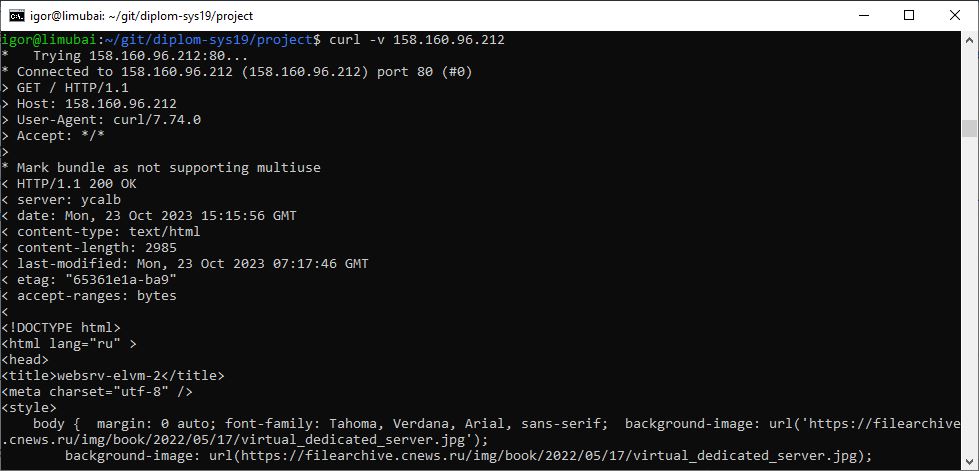 igor@limubai: ~/git/diplom-sys19/project
igor@limubai:~/git/diplom-sys19/project$ curl -v 158.160.96.212
*   Trying 158.160.96.212:80...
* Connected to 158.160.96.212 (158.160.96.212) port 80 (#0)
> GET / HTTP/1.1
> Host: 158.160.96.212
> User-Agent: curl/7.74.0
> Accept: */*
>
* Mark bundle as not supporting multiuse
< HTTP/1.1 200 OK
< server: ycalb
< date: Mon, 23 Oct 2023 15:15:56 GMT
< content-type: text/html
< content-length: 2985
< last-modified: Mon, 23 Oct 2023 07:17:46 GMT
< etag: "65361e1a-ba9"
< accept-ranges: bytes
<
<!DOCTYPE html>
<html lang="ru" >
<head>
<title>websrv-elvm-2</title>
<meta charset="utf-8" />
<style>
    body {  margin: 0 auto; font-family: Tahoma, Verdana, Arial, sans-serif;  background-image: url('https://filearchive
.cnews.ru/img/book/2022/05/17/virtual_dedicated_server.jpg');
        background-image: url(https://filearchive.cnews.ru/img/book/2022/05/17/virtual_dedicated_server.jpg);